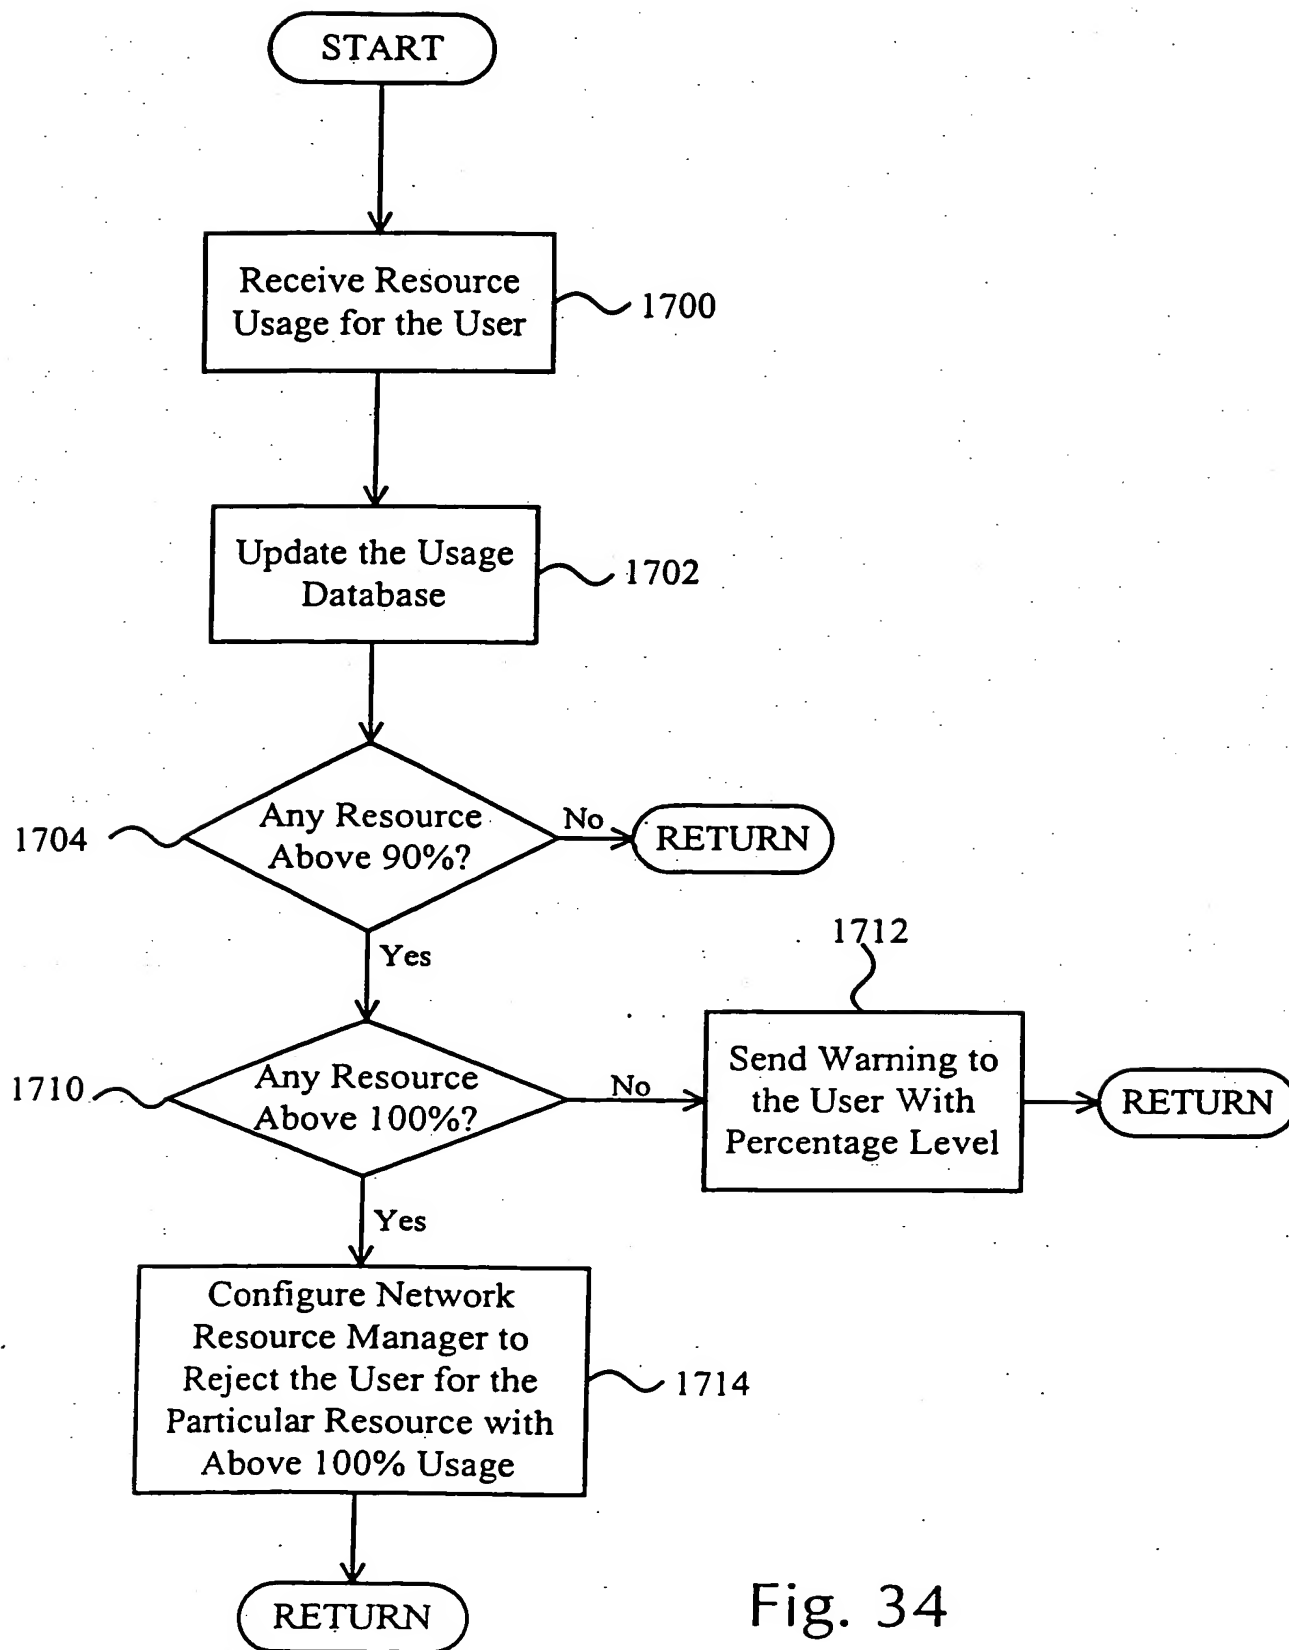 START
Receive Resource
Usage for the User
1700
Update the Usage
Database
1702
Any Resource
Above 90%?
1704
No
RETURN
Yes
Any Resource
Above 100%?
1710
No
1712
Send Warning to
the User With
Percentage Level
RETURN
Yes
Configure Network
Resource Manager to
Reject the User for the
Particular Resource with
Above 100% Usage
1714
RETURN
Fig. 34